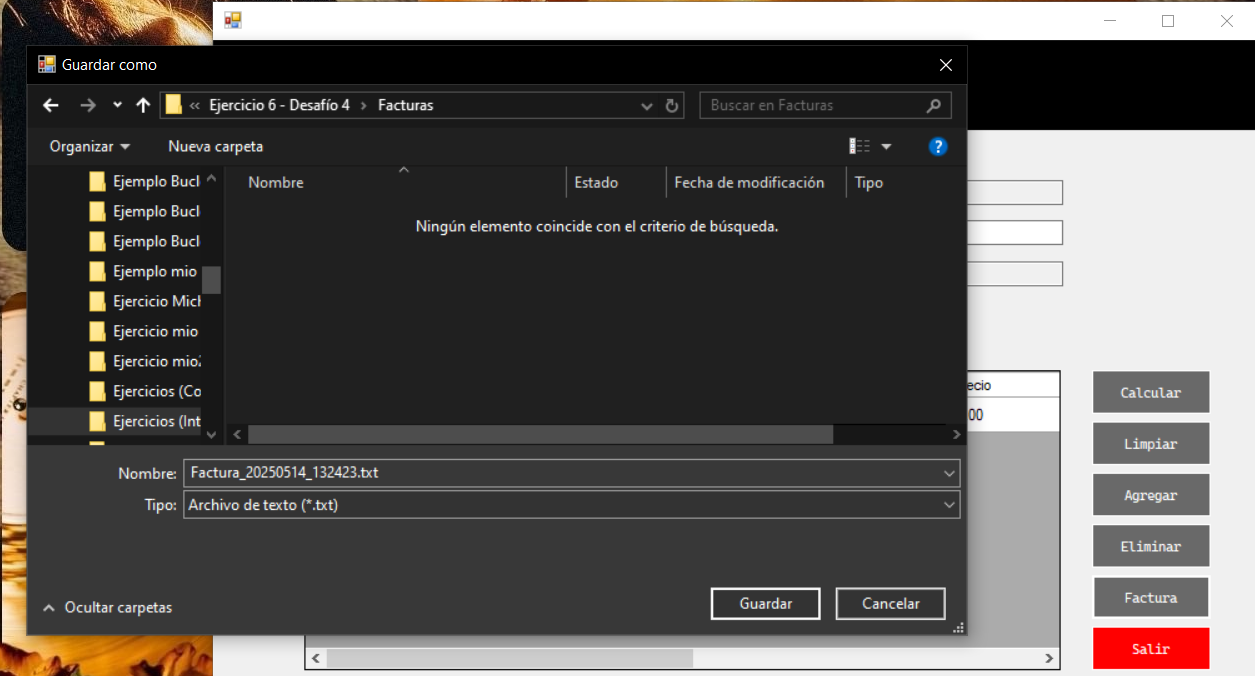 Guardar como
« Ejercicio 6 - Desafío 4 › Facturas
Buscar en Facturas
Organizar
Nueva carpeta
?
Nombre
Estado
Fecha de modificación
Tipo
Ningún elemento coincide con el criterio de búsqueda.
Ejemplo Bucl
Ejemplo Bucl
Ejemplo Bucl
Ejemplo mio
Ejercicio Mich
Ejercicio mio
Ejercicio mio2
Ejercicios (Co
Ejercicios (Int
Nombre: Factura_20250514_132423.txt
Tipo: Archivo de texto (*.txt)
Ocultar carpetas
Guardar
Cancelar
ecio
00
Calcular
Limpiar
Agregar
Eliminar
Factura
Salir